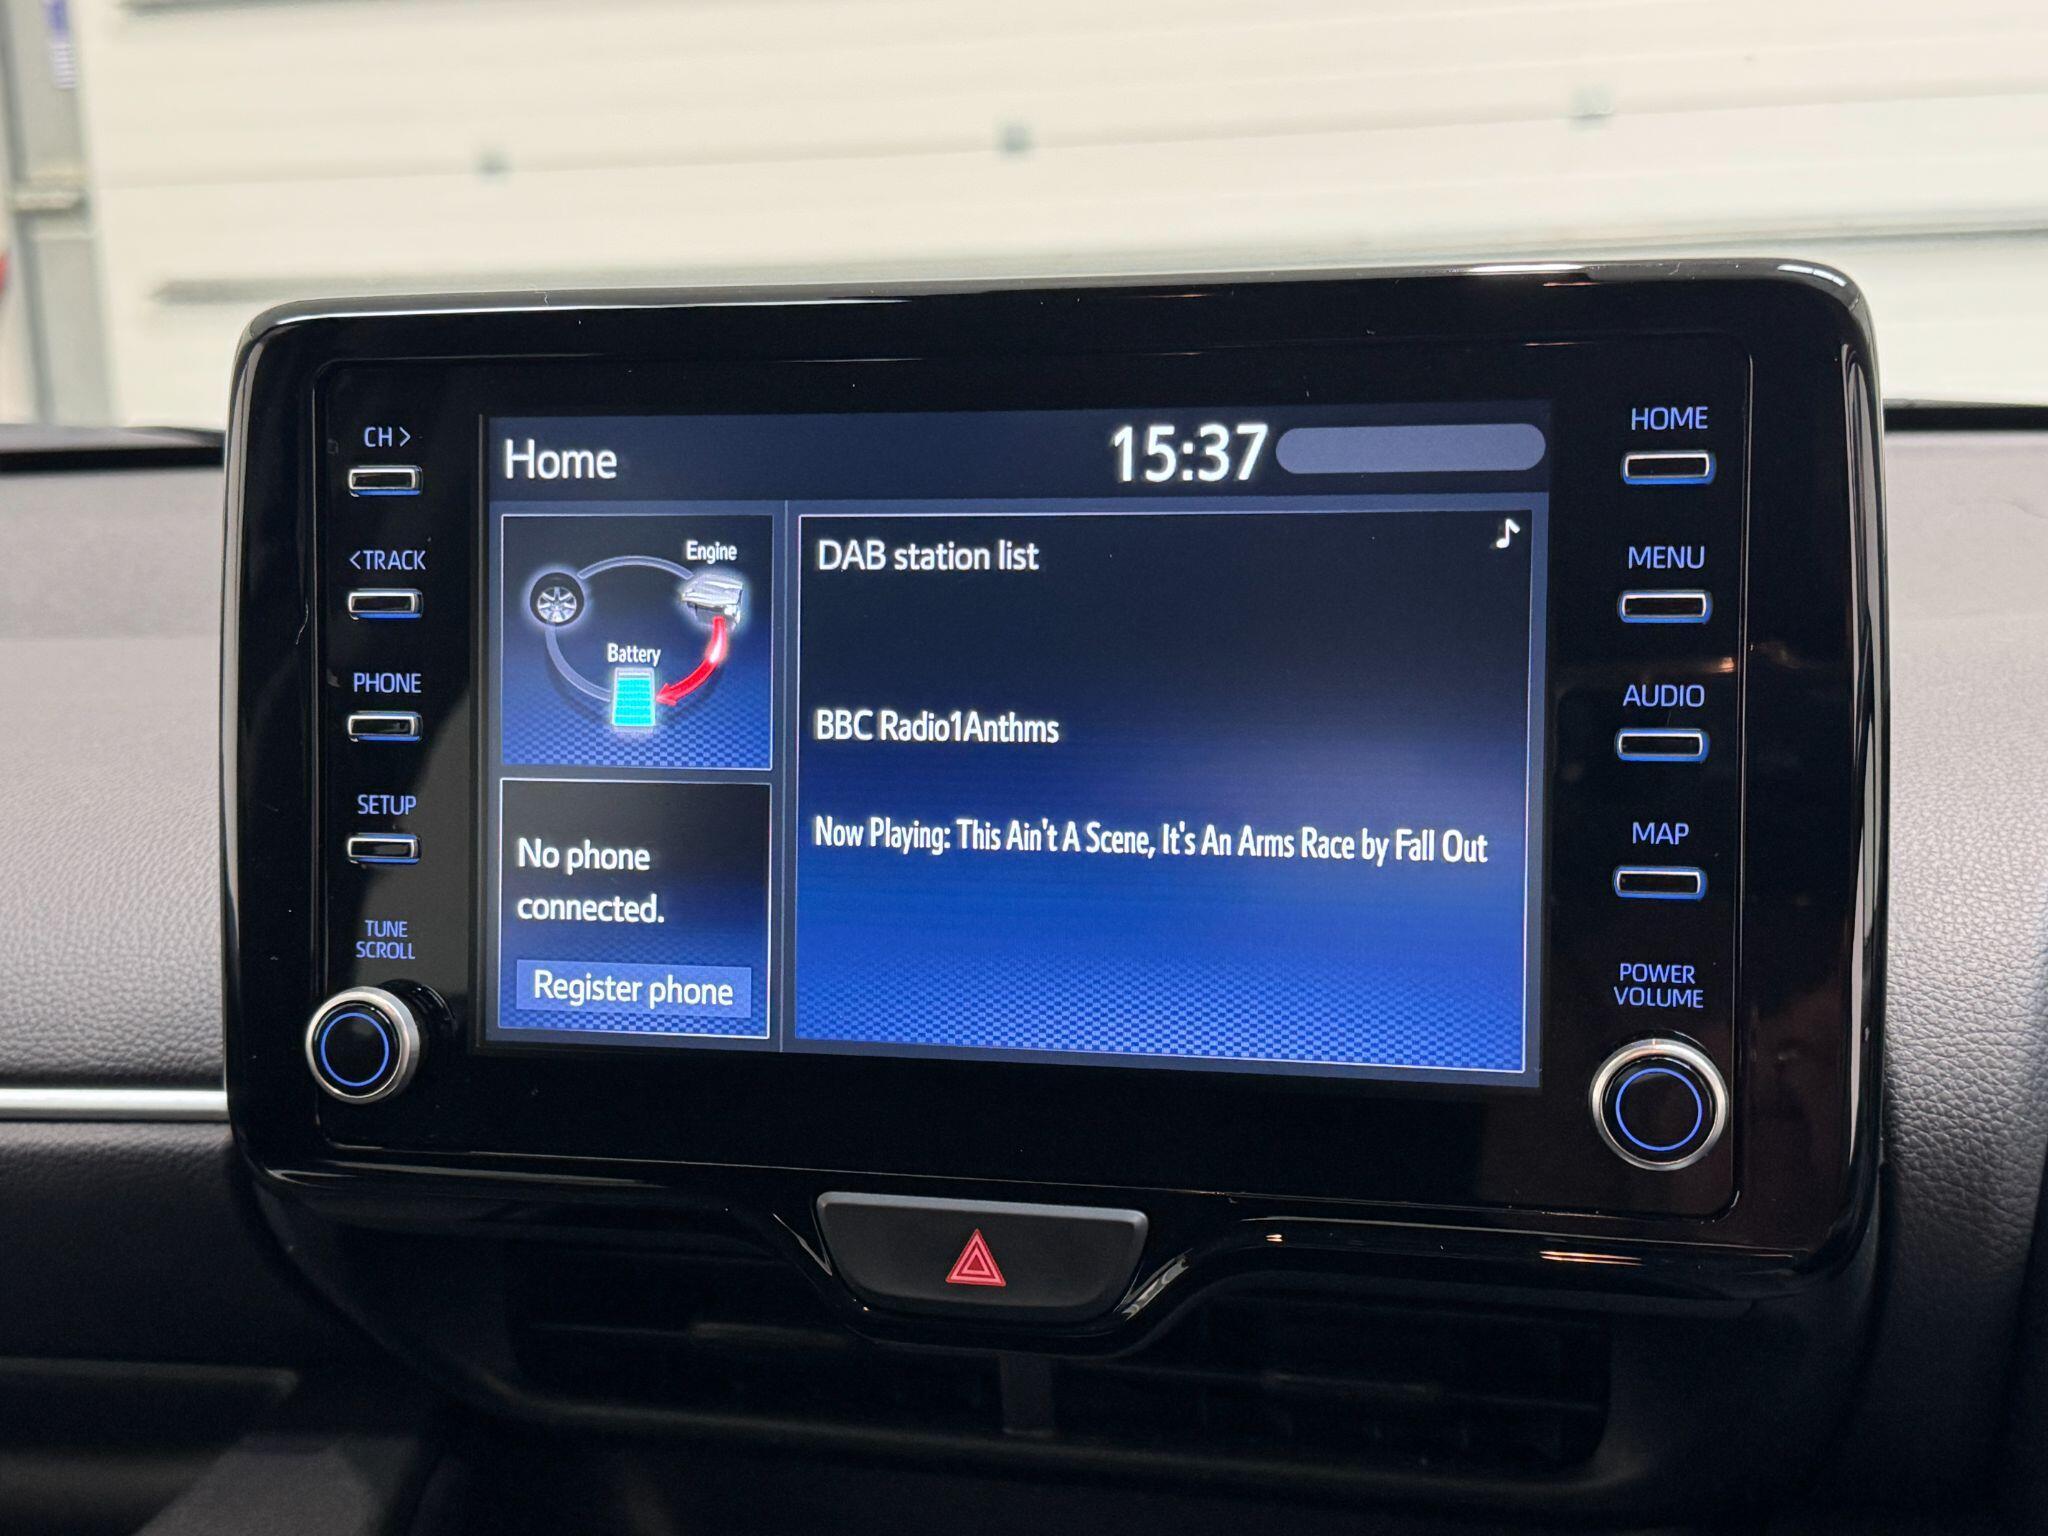 CH>
<TRACK
PHONE
SETUP
TUNE
SCROLL
Home
15:37
Engine
Battery
No phone
connected.
Register phone
DAB station list
BBC Radio1Anthms
Now Playing: This Ain't A Scene, It's An Arms Race by Fall Out
HOME
MENU
AUDIO
MAP
POWER
VOLUME